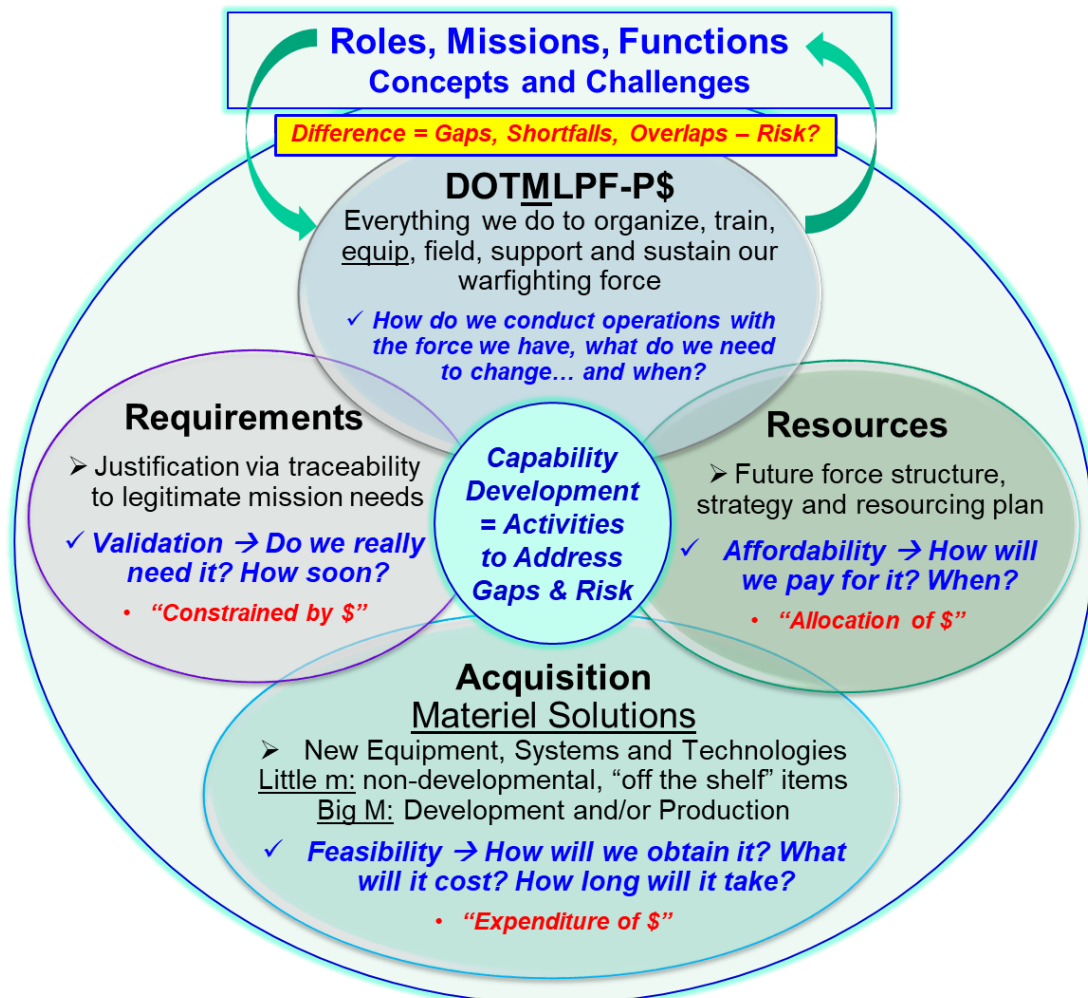 Roles, Missions, Functions
Concepts and Challenges
Difference = Gaps, Shortfalls, Overlaps – Risk?
DOTMLPF-P$
Everything we do to organize, train,
equip, field, support and sustain our
warfighting force
✓ How do we conduct operations with
the force we have, what do we need
to change… and when?
Requirements
➢ Justification via traceability
to legitimate mission needs
✓ Validation → Do we really
need it? How soon?
• “Constrained by $”
Capability
Development
= Activities
to Address
Gaps & Risk
Resources
➢ Future force structure,
strategy and resourcing plan
✓ Affordability → How will
we pay for it? When?
• “Allocation of $”
Acquisition
Materiel Solutions
➢ New Equipment, Systems and Technologies
Little m: non-developmental, “off the shelf” items
Big M: Development and/or Production
✓ Feasibility → How will we obtain it? What
will it cost? How long will it take?
• “Expenditure of $”